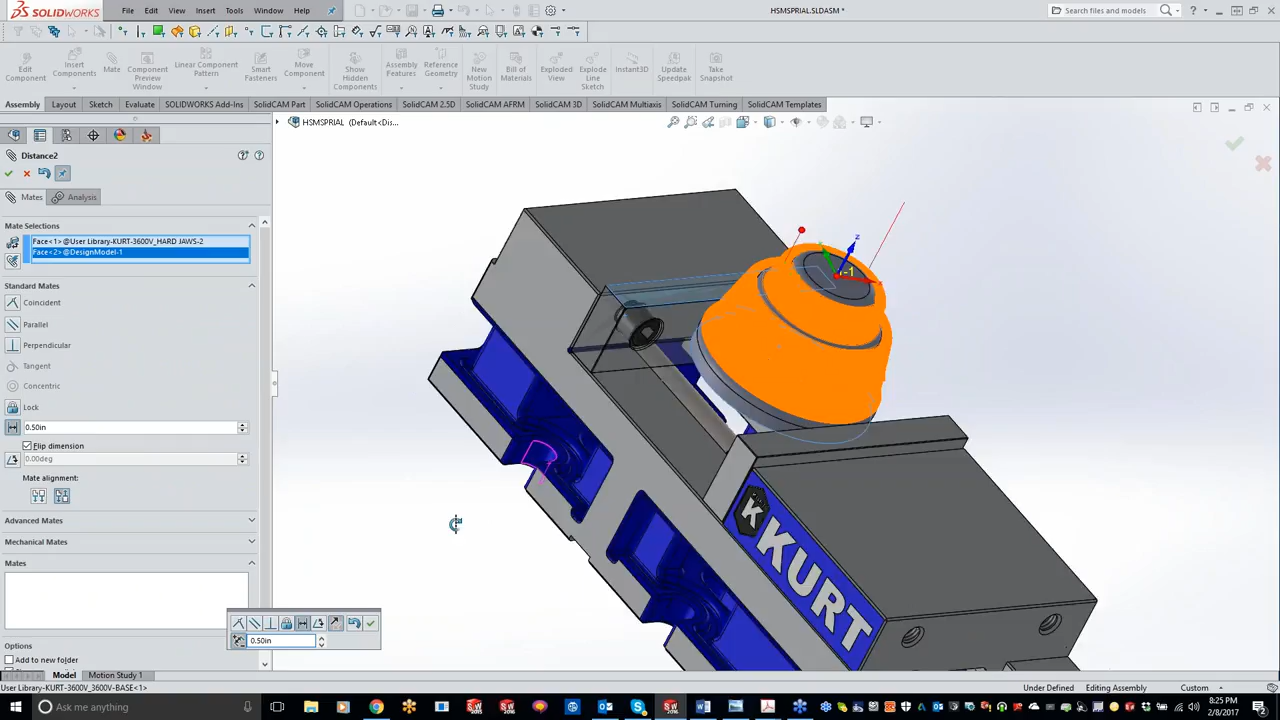 SOLIDWORKS File Edit View Insert Tools Window Help HSMSPRIAL.SLDASM * Search files and models
Edit Component
Insert Components
Mate
Component Preview Window
Linear Component Pattern
Smart Fasteners
Move Component
Show Hidden Components
Assembly Features
Reference Geometry
New Motion Study
Bill of Materials
Exploded View
Explode Line Sketch
Instant3D
Update Speedpak
Take Snapshot
Assembly Layout Sketch Evaluate SOLIDWORKS Add-Ins SolidCAM Part SolidCAM Operations SolidCAM 2.5D SolidCAM AFRM SolidCAM 3D SolidCAM Multiaxis SolidCAM Turning SolidCAM Templates
HSMSPRIAL (Default<Dis...
Distance2
Mates Analysis
Mate Selections
Face<1>@User Library-KURT-3600V_HARD JAWS-2
Face<2>@DesignModel-1
Standard Mates
Coincident
Parallel
Perpendicular
Tangent
Concentric
Lock
0.50in
Flip dimension
0.00deg
Mate alignment:
Advanced Mates
Mechanical Mates
Mates
0.50in
Options
Add to new folder
z
-1
K KURT
Model Motion Study 1
User Library-KURT-3600V_3600V-BASE<1> Under Defined Editing Assembly Custom
Ask me anything
8:25 PM
2/8/2017